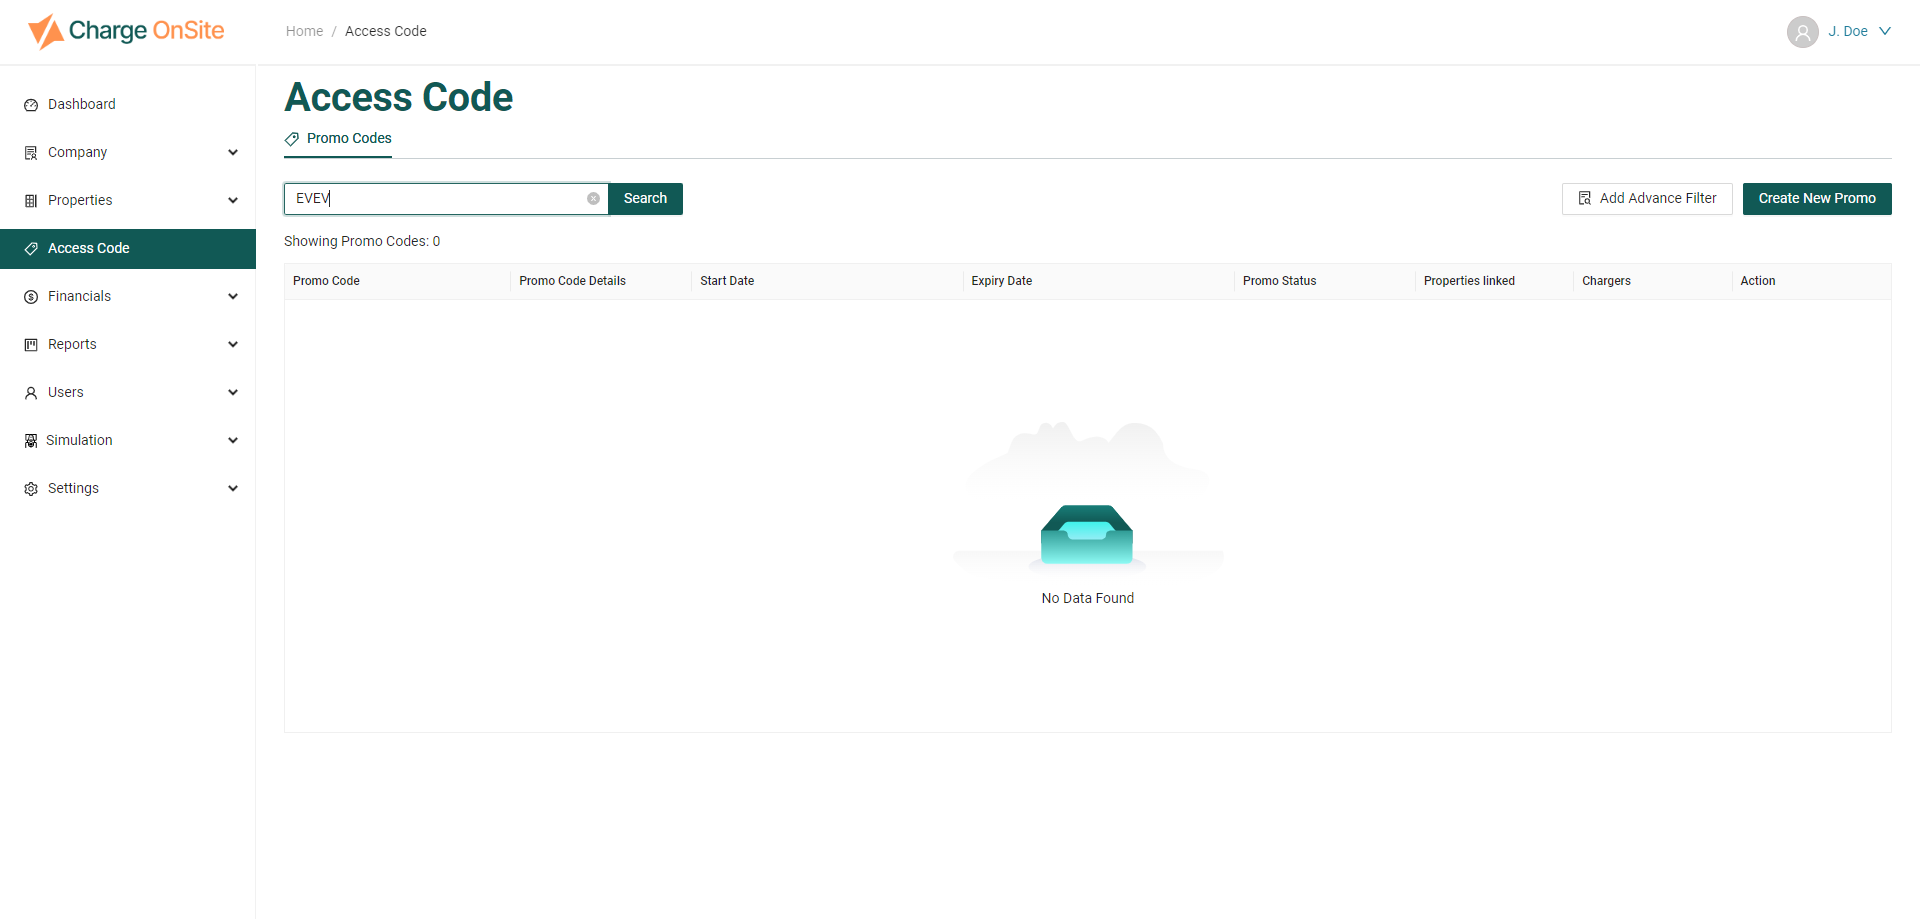 Charge OnSite
Home / Access Code
J. Doe
Dashboard
Company
Properties
Access Code
Financials
Reports
Users
Simulation
Settings
Access Code
Promo Codes
EVEV
Search
Add Advance Filter
Create New Promo
Showing Promo Codes: 0
Promo Code
Promo Code Details
Start Date
Expiry Date
Promo Status
Properties linked
Chargers
Action
No Data Found